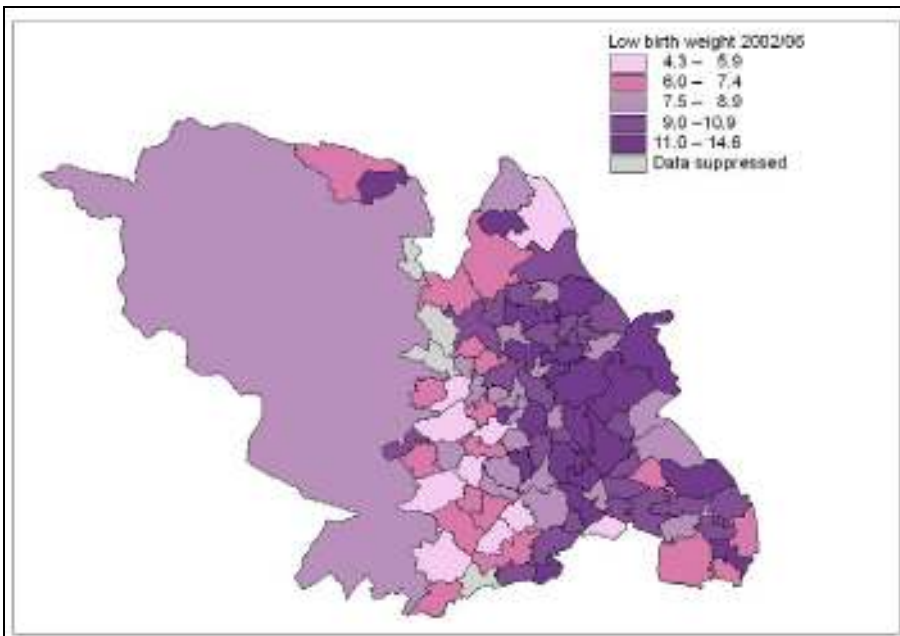 Low birth weight 2002/06
4.3 – 5.9
6.0 – 7.4
7.5 – 8.9
9.0 – 10.9
11.0 – 14.6
Data suppressed